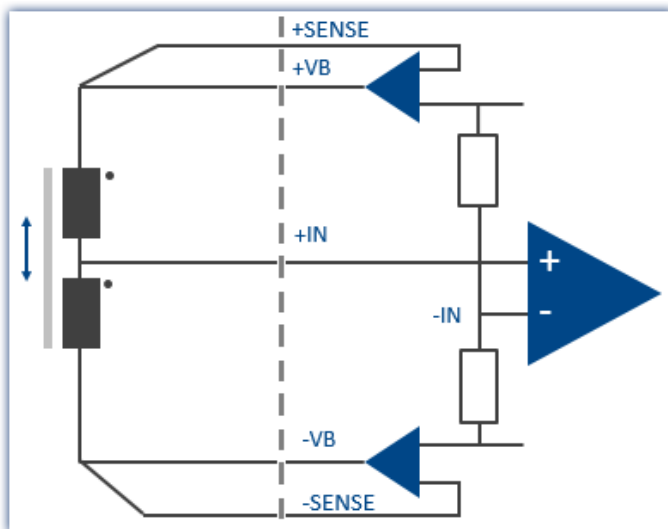 +SENSE
+VB
+IN
+
-IN
-
-VB
-SENSE